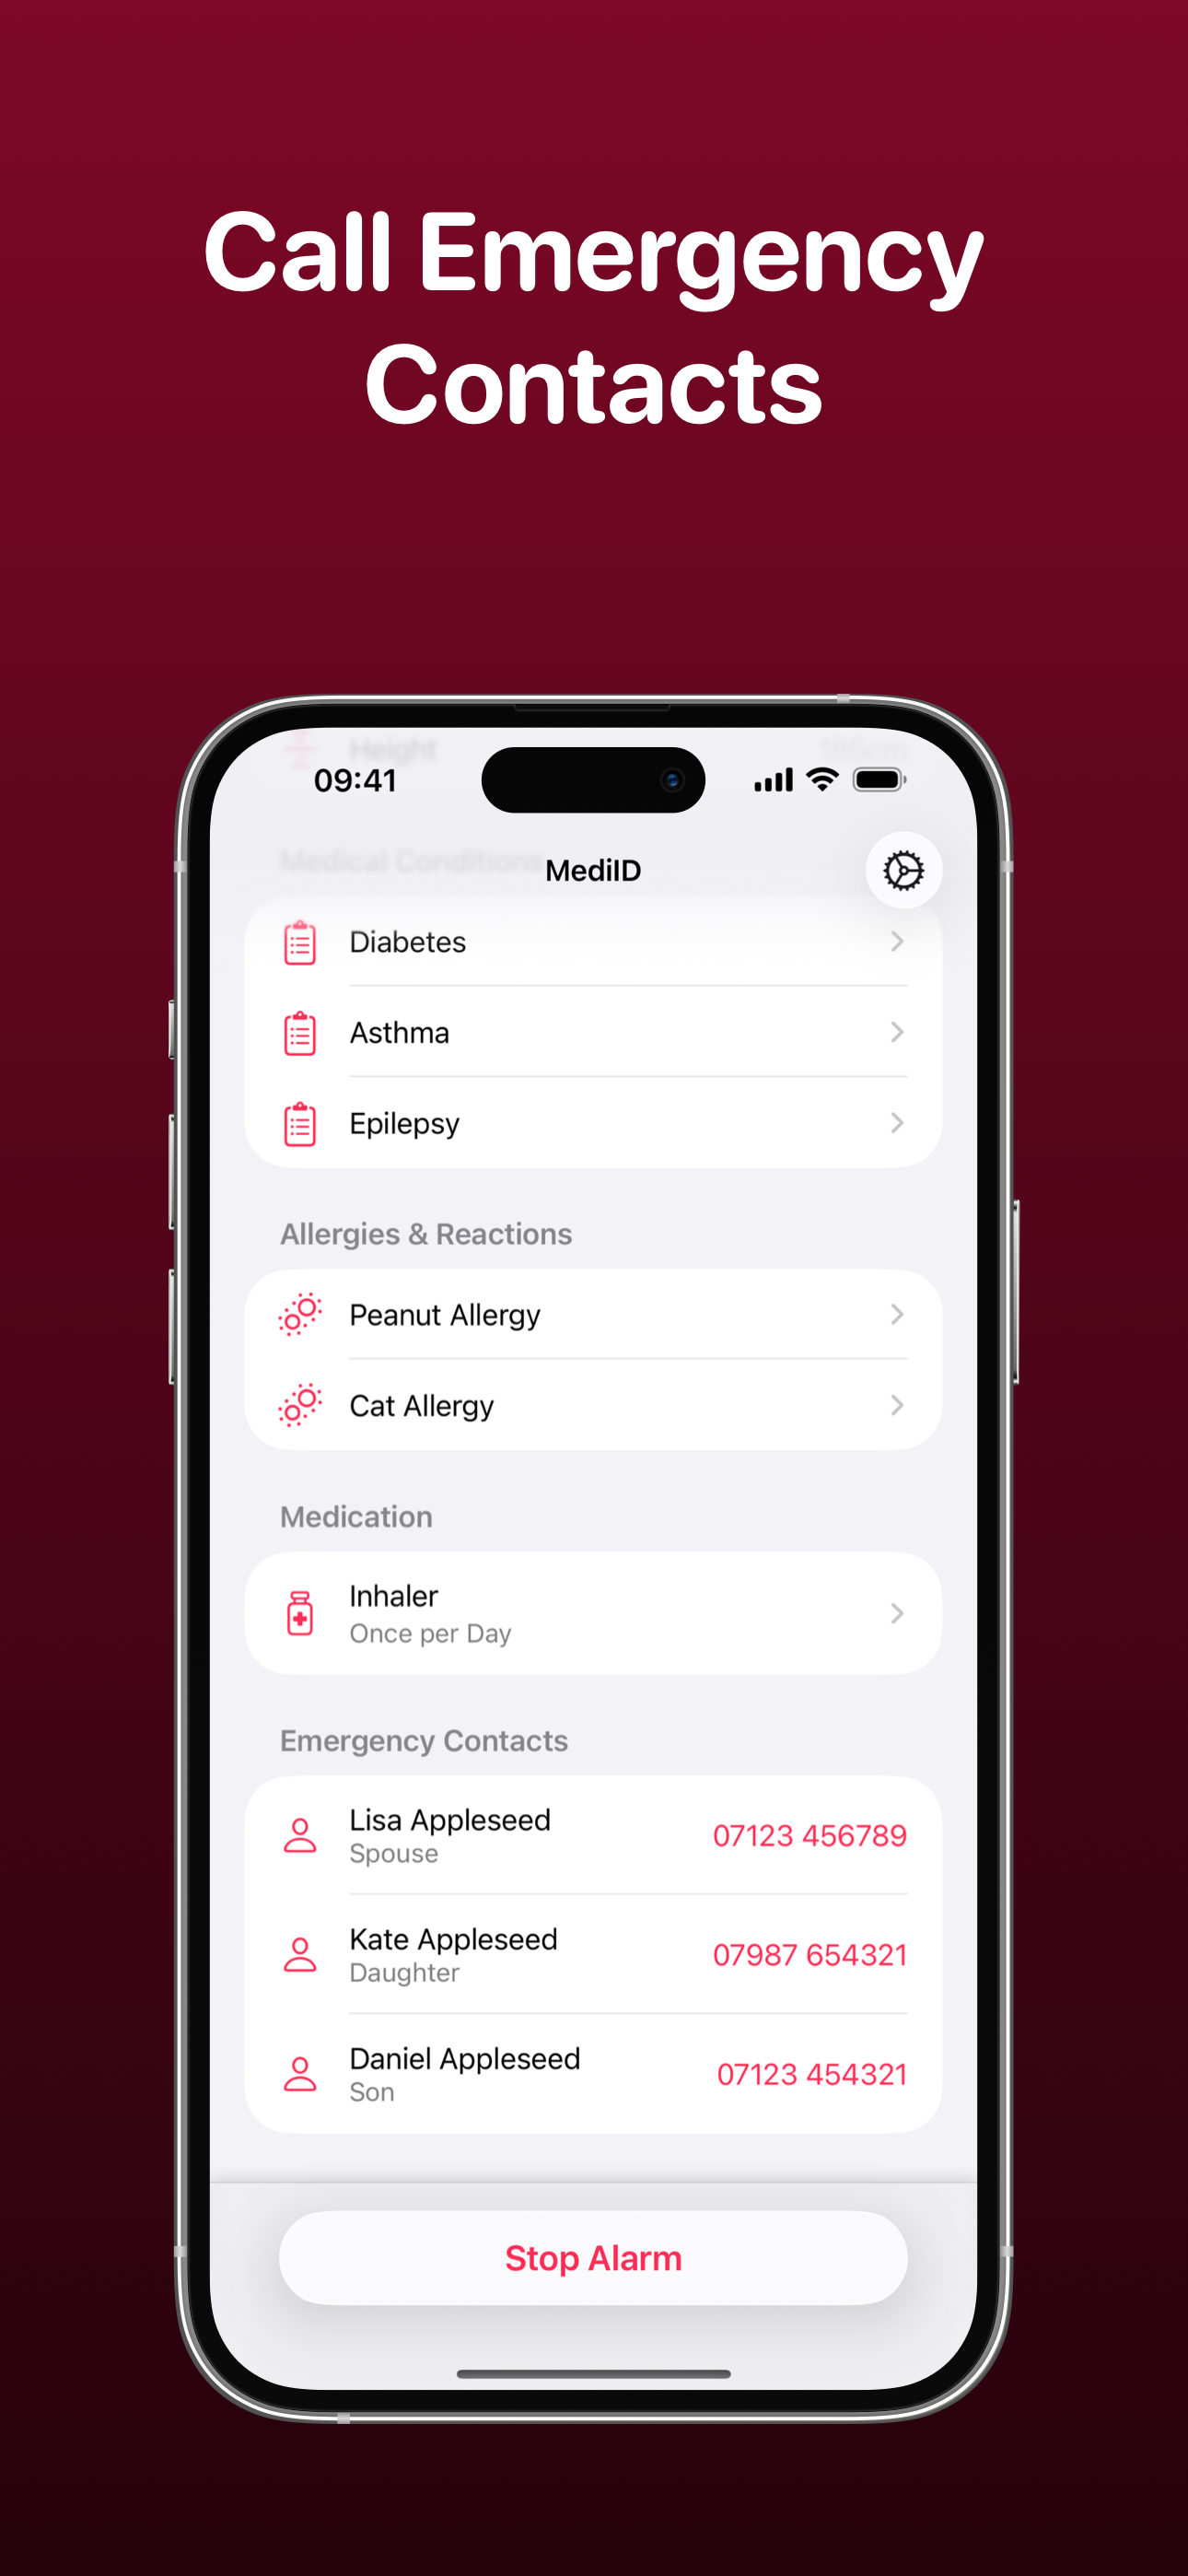 Call Emergency
Contacts
Height 185cm
09:41
Medical Conditions
MediID
Diabetes
Asthma
Epilepsy
Allergies & Reactions
Peanut Allergy
Cat Allergy
Medication
Inhaler
Once per Day
Emergency Contacts
Lisa Appleseed
Spouse
07123 456789
Kate Appleseed
Daughter
07987 654321
Daniel Appleseed
Son
07123 454321
Stop Alarm